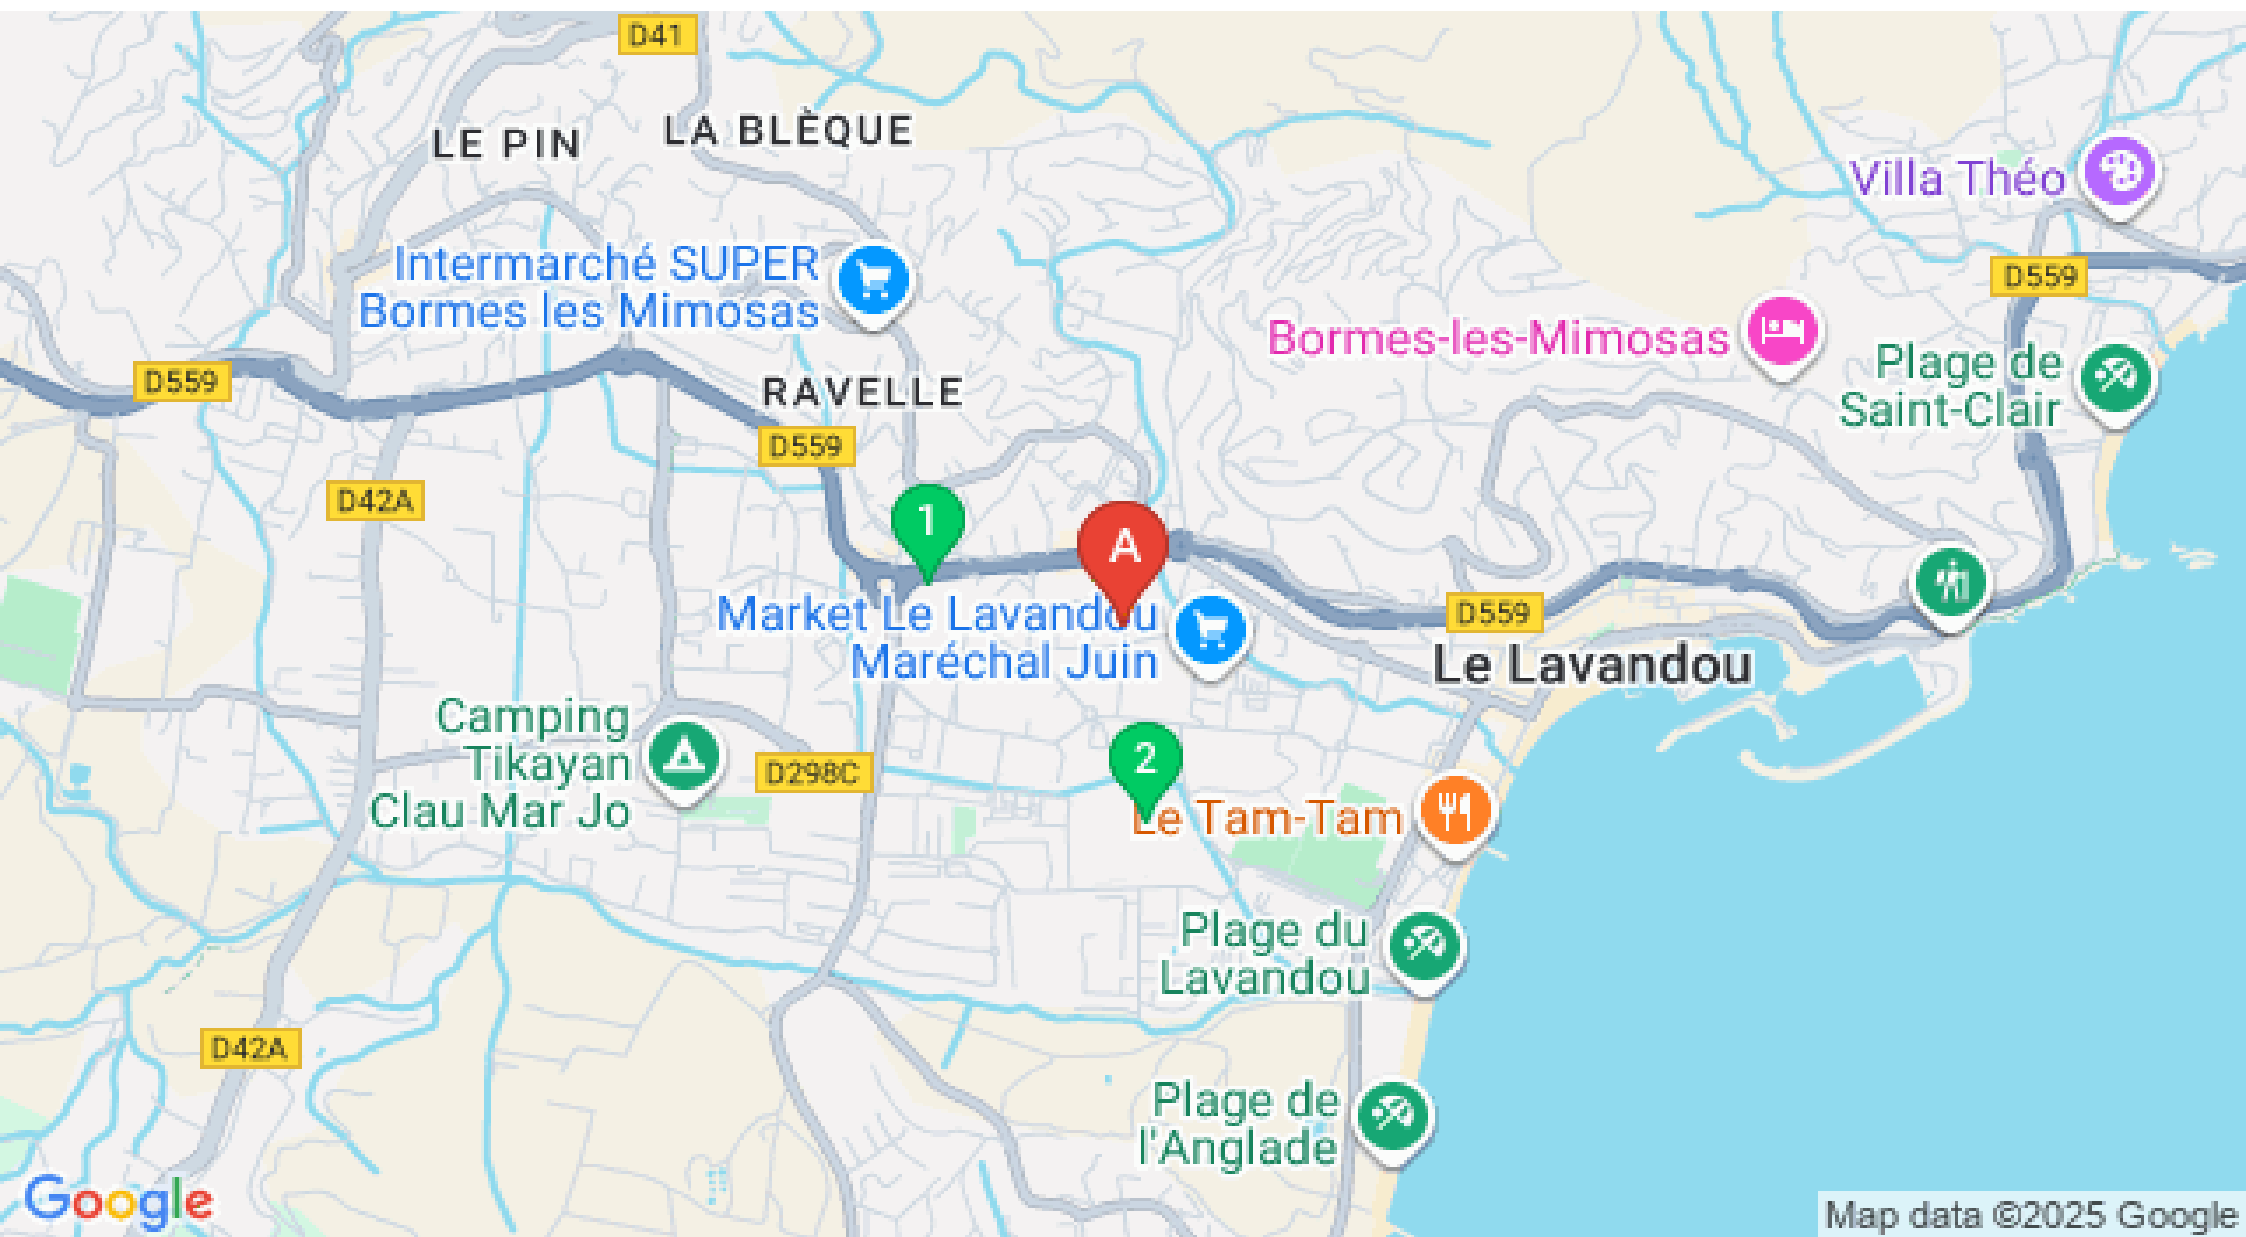 D41
LE PIN
LA BLÈQUE
Villa Théo
Intermarché SUPER
Bormes les Mimosas
D559
Bormes-les-Mimosas
Plage de
Saint-Clair
D559
RAVELLE
D559
D42A
1
A
Market Le Lavandou
Maréchal Juin
D559
Le Lavandou
Camping
Tikayan
Clau Mar Jo
D298C
2
Le Tam-Tam
Plage du
Lavandou
D42A
Plage de
l'Anglade
Google
Map data ©2025 Google